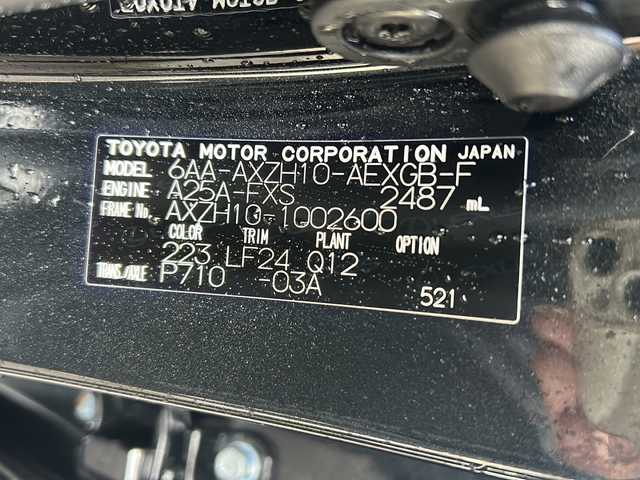 TOYOTA MOTOR CORPORATION JAPAN
MODEL 6AA-AXZH10-AEXGB-F
ENGINE A25A-FXS 2487 mL
FRAME No. AXZH10-1002600
COLOR TRIM PLANT OPTION
223 LF24 Q12
TRANS/AXLE P710 -03A
521